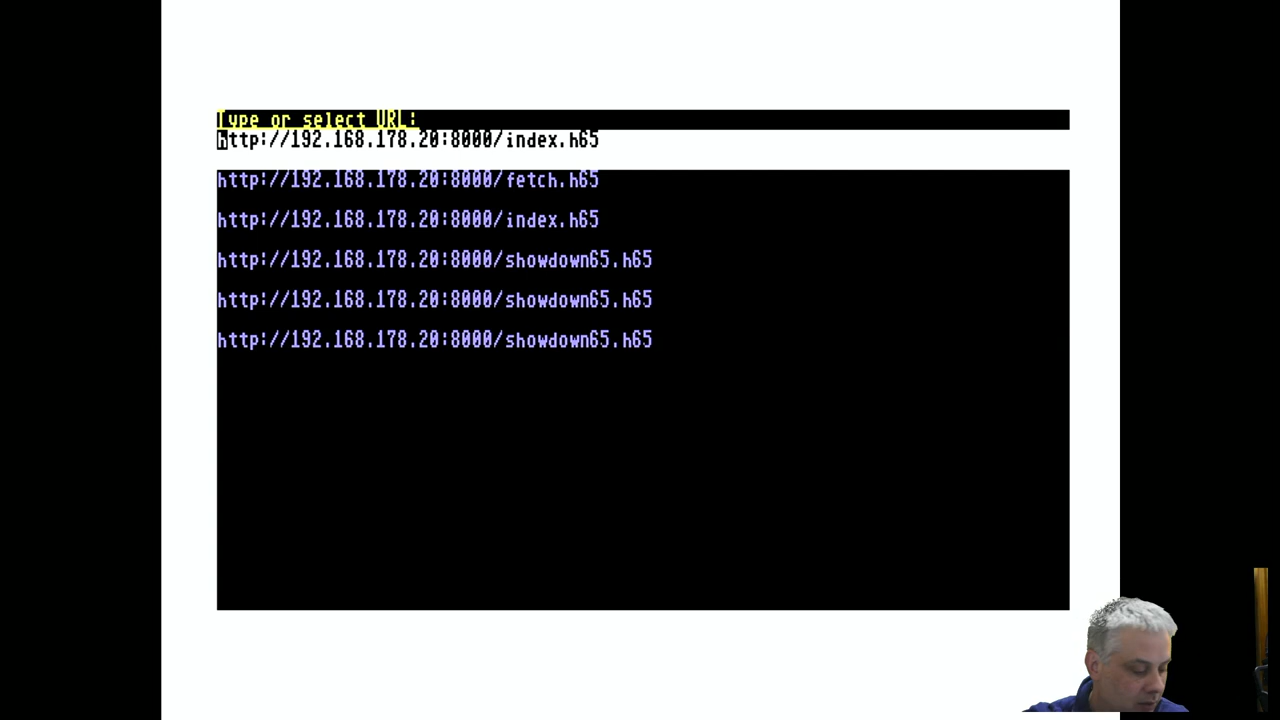 Type or select URL:
http://192.168.178.20:8000/index.h65
http://192.168.178.20:8000/fetch.h65
http://192.168.178.20:8000/index.h65
http://192.168.178.20:8000/showdown65.h65
http://192.168.178.20:8000/showdown65.h65
http://192.168.178.20:8000/showdown65.h65